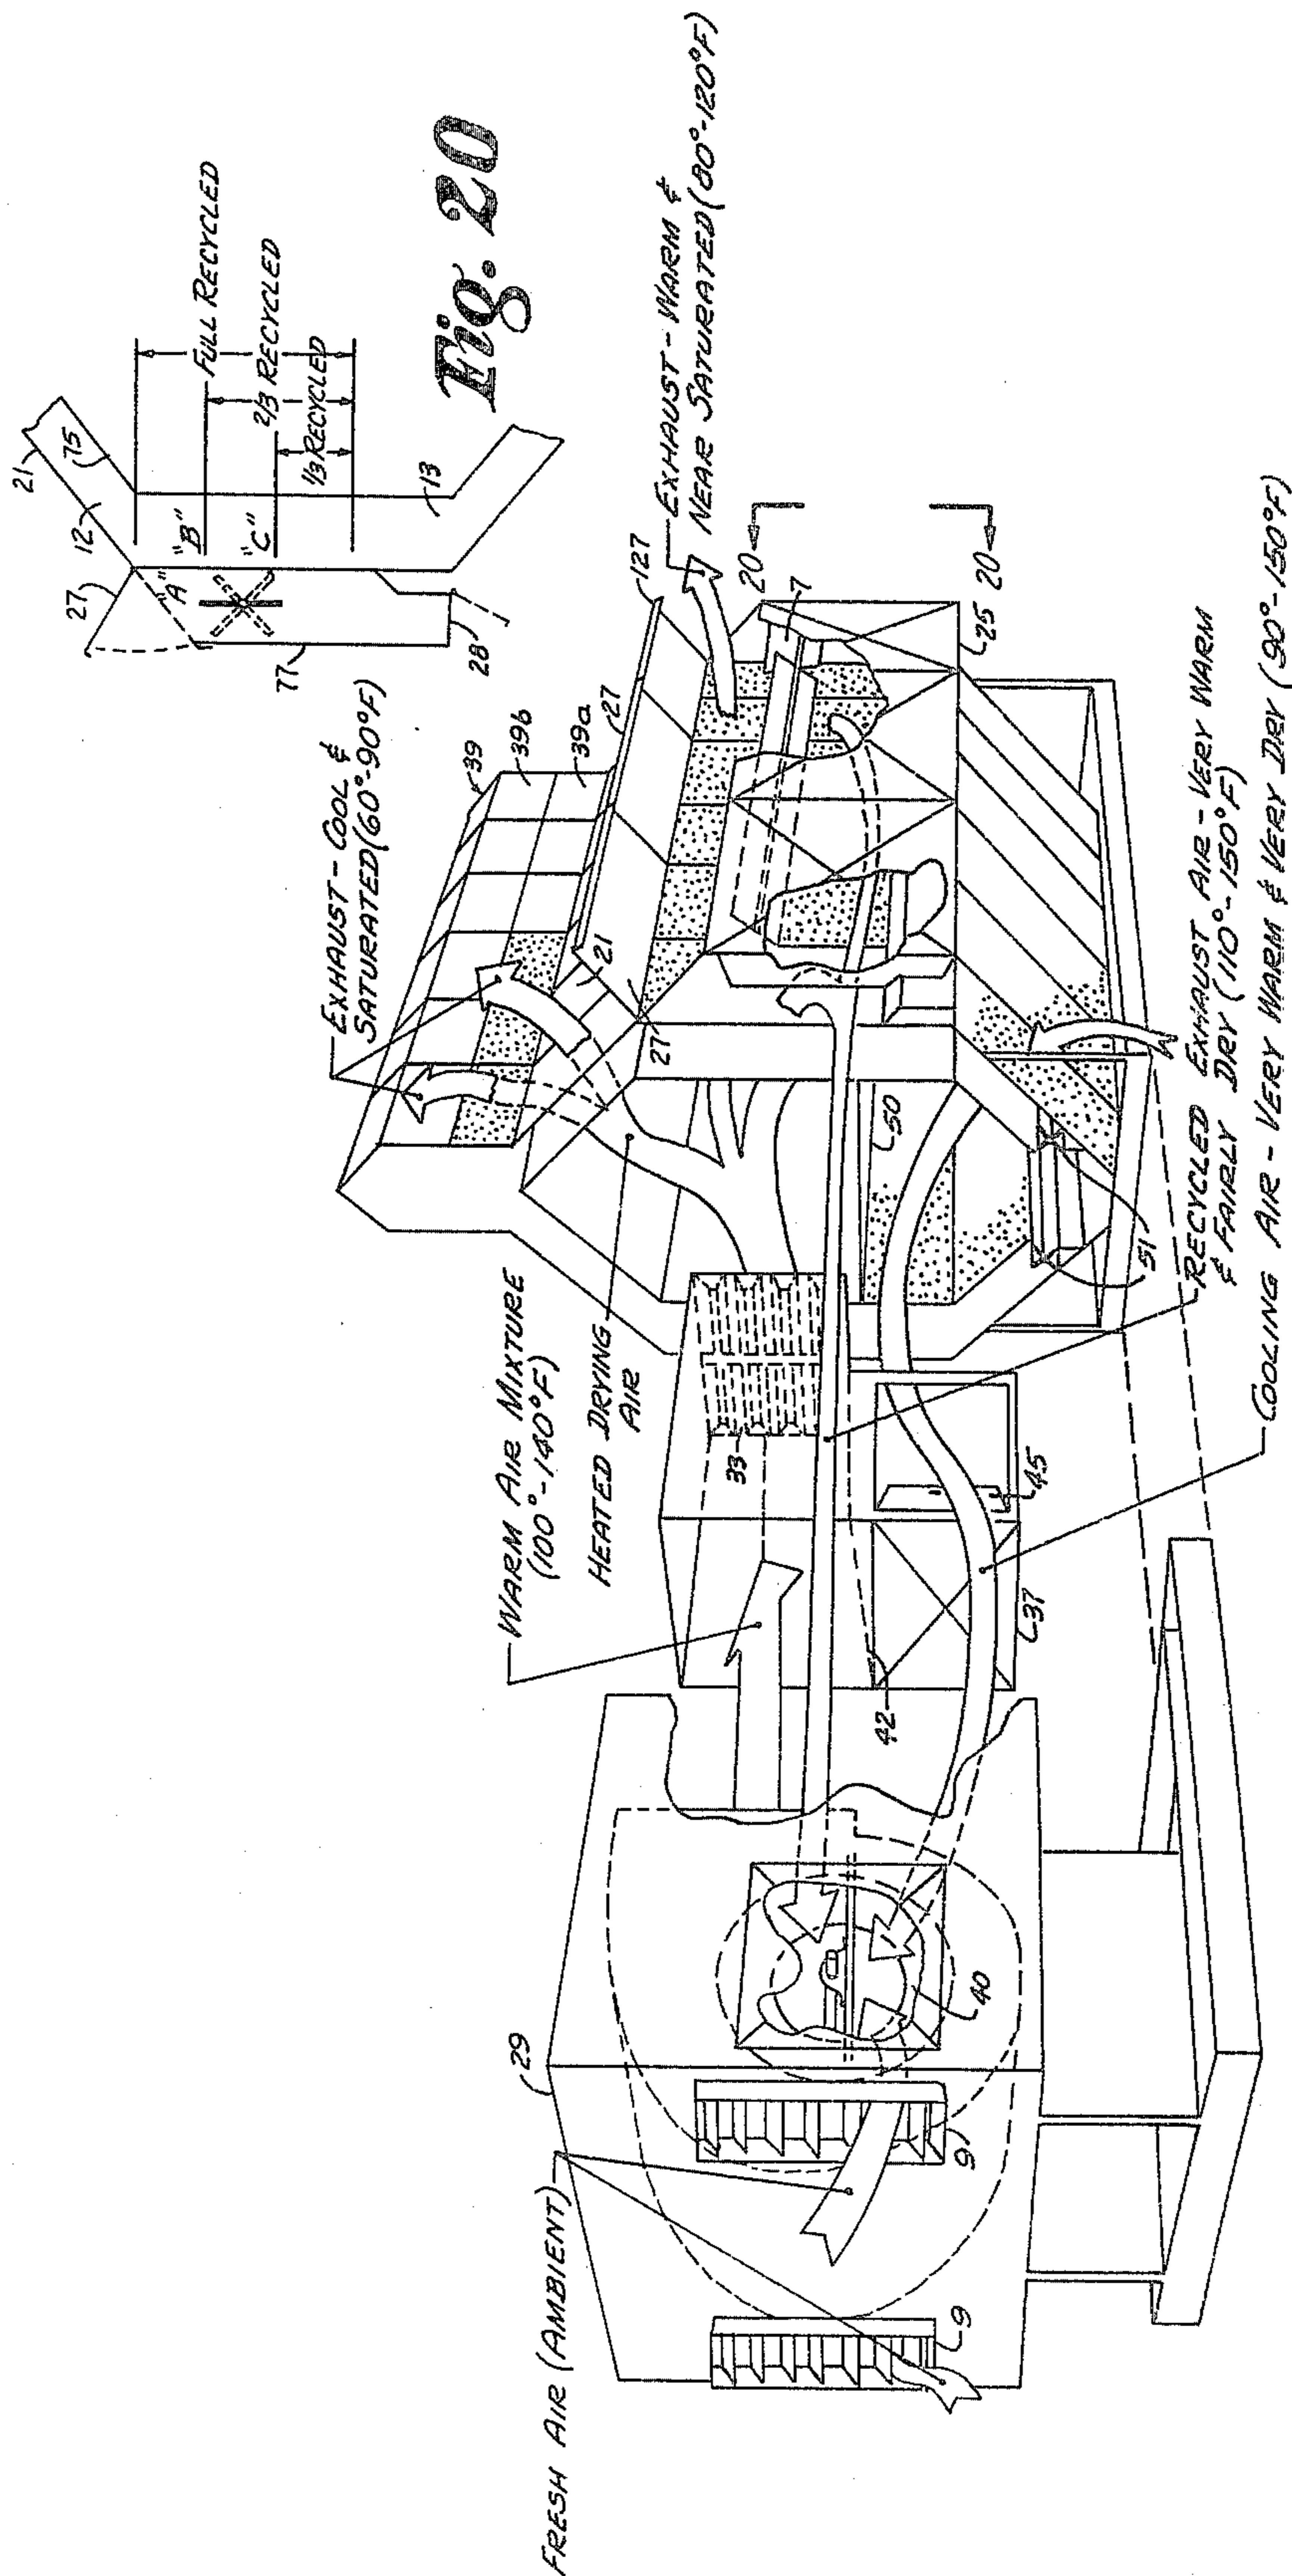 FRESH AIR (AMBIENT)
29
9
9
40
WARM AIR MIXTURE
(100°-140°F)
HEATED DRYING
AIR
33
42
37
45
EXHAUST-COOL &
SATURATED (60°-90°F)
39
39b
39a
27
127
21
27
50
51
7
25
20
20
EXHAUST-WARM &
NEAR SATURATED (80°-120°F)
RECYCLED EXHAUST AIR-VERY WARM
& FAIRLY DRY (110°-150°F)
COOLING AIR-VERY WARM & VERY DRY (90°-150°F)
21
75
12
27
"A"
"B"
"C"
77
28
13
FULL RECYCLED
2/3 RECYCLED
1/3 RECYCLED
Fig. 20